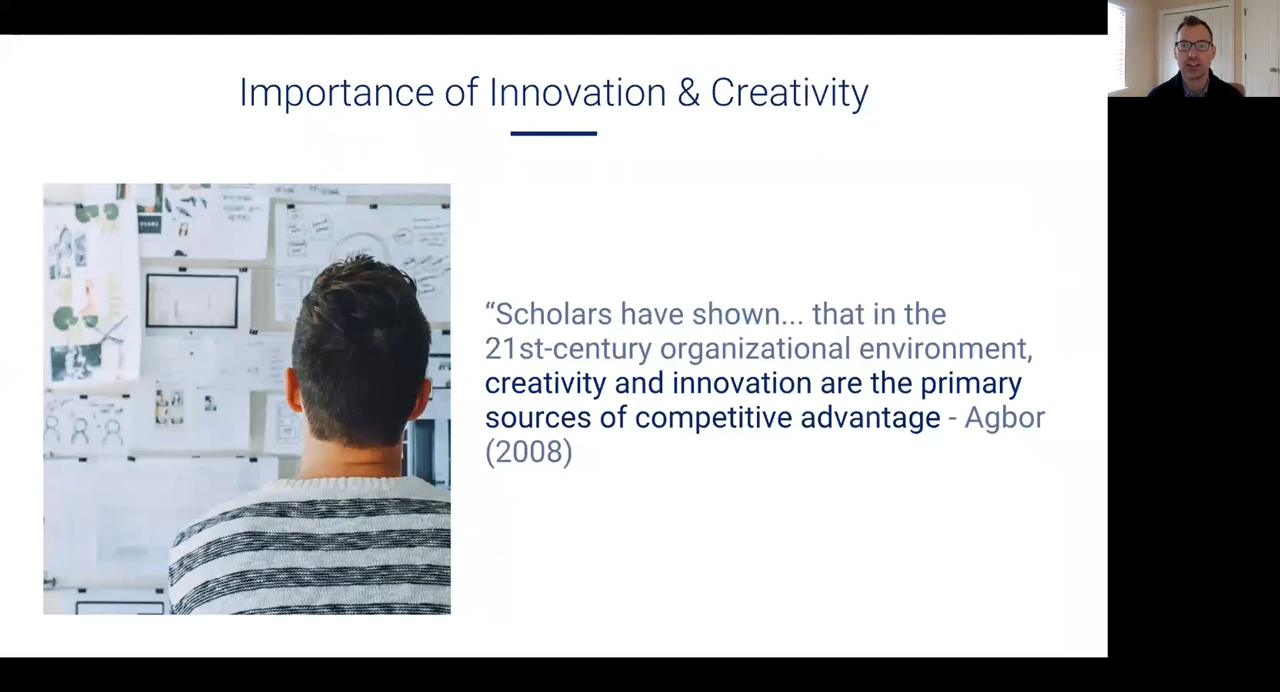 Importance of Innovation & Creativity
“Scholars have shown... that in the
21st-century organizational environment,
creativity and innovation are the primary
sources of competitive advantage - Agbor
(2008)